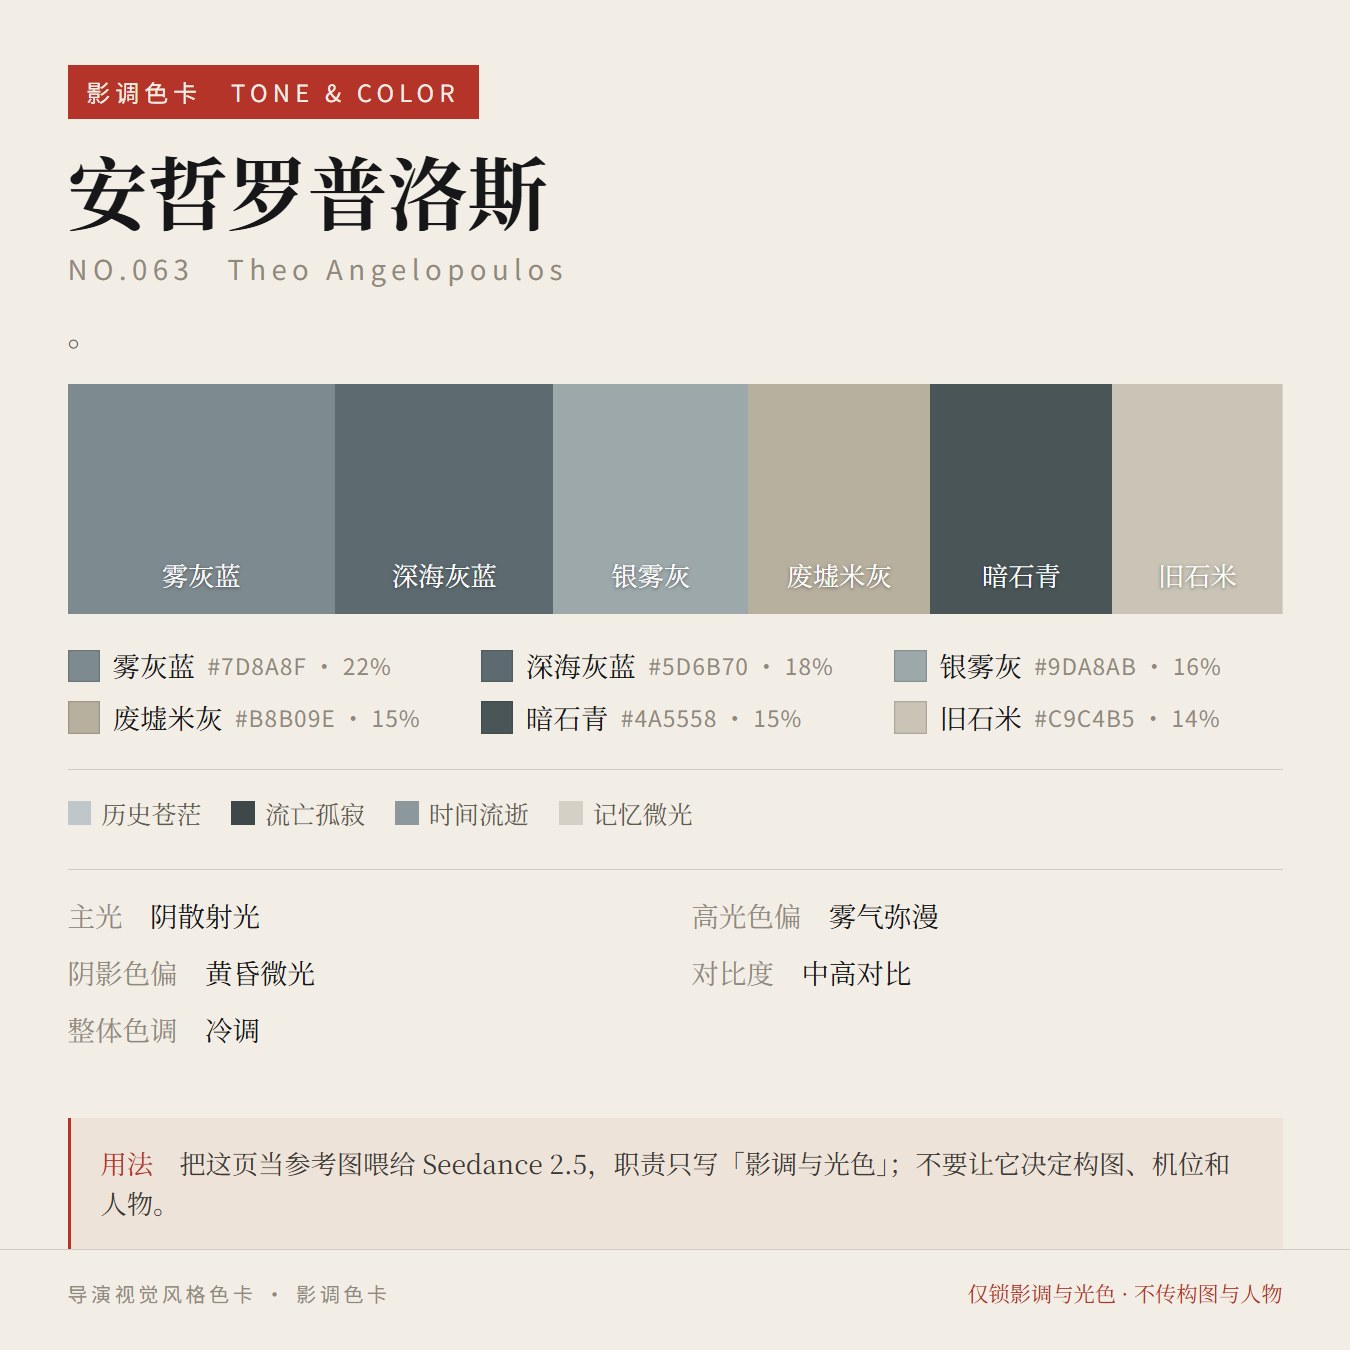 影调色卡 TONE & COLOR
安哲罗普洛斯
NO.063 Theo Angelopoulos
。
雾灰蓝 深海灰蓝 银雾灰 废墟米灰 暗石青 旧石米
雾灰蓝 #7D8A8F · 22% 深海灰蓝 #5D6B70 · 18% 银雾灰 #9DA8AB · 16%
废墟米灰 #B8B09E · 15% 暗石青 #4A5558 · 15% 旧石米 #C9C4B5 · 14%
历史苍茫 流亡孤寂 时间流逝 记忆微光
主光 阴散射光 高光色偏 雾气弥漫
阴影色偏 黄昏微光 对比度 中高对比
整体色调 冷调
用法 把这页当参考图喂给 Seedance 2.5，职责只写「影调与光色」；不要让它决定构图、机位和
人物。
导演视觉风格色卡 · 影调色卡 仅锁影调与光色 · 不传构图与人物